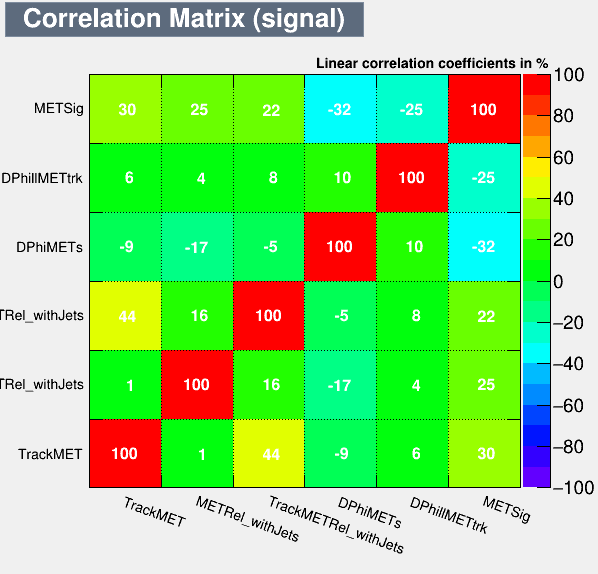 Correlation Matrix (signal)
Linear correlation coefficients in %
METSig 30 25 22 -32 -25 100
DPhillMETtrk 6 4 8 10 100 -25
DPhiMETs -9 -17 -5 100 10 -32
TRel_withJets 44 16 100 -5 8 22
TRel_withJets 1 100 16 -17 4 25
TrackMET 100 1 44 -9 6 30
100
80
60
40
20
0
−20
−40
−60
−80
−100
TrackMET
METRel_withJets
TrackMETRel_withJets
DPhiMETs
DPhillMETtrk
METSig